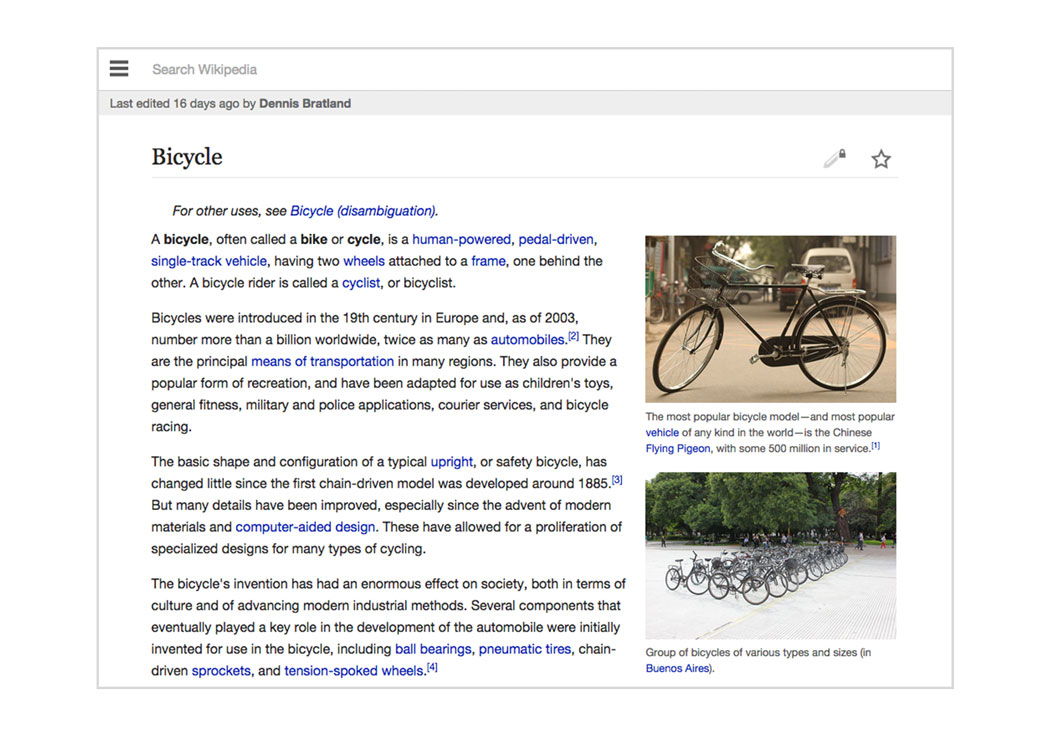 Search Wikipedia
Last edited 16 days ago by Dennis Bratland
Bicycle
For other uses, see Bicycle (disambiguation).
A bicycle, often called a bike or cycle, is a human-powered, pedal-driven,
single-track vehicle, having two wheels attached to a frame, one behind the
other. A bicycle rider is called a cyclist, or bicyclist.
Bicycles were introduced in the 19th century in Europe and, as of 2003,
number more than a billion worldwide, twice as many as automobiles.[2] They
are the principal means of transportation in many regions. They also provide a
popular form of recreation, and have been adapted for use as children's toys,
general fitness, military and police applications, courier services, and bicycle
racing.
The basic shape and configuration of a typical upright, or safety bicycle, has
changed little since the first chain-driven model was developed around 1885.[3]
But many details have been improved, especially since the advent of modern
materials and computer-aided design. These have allowed for a proliferation of
specialized designs for many types of cycling.
The bicycle's invention has had an enormous effect on society, both in terms of
culture and of advancing modern industrial methods. Several components that
eventually played a key role in the development of the automobile were initially
invented for use in the bicycle, including ball bearings, pneumatic tires, chain-
driven sprockets, and tension-spoked wheels.[4]
The most popular bicycle model—and most popular
vehicle of any kind in the world—is the Chinese
Flying Pigeon, with some 500 million in service.[1]
Group of bicycles of various types and sizes (in
Buenos Aires).